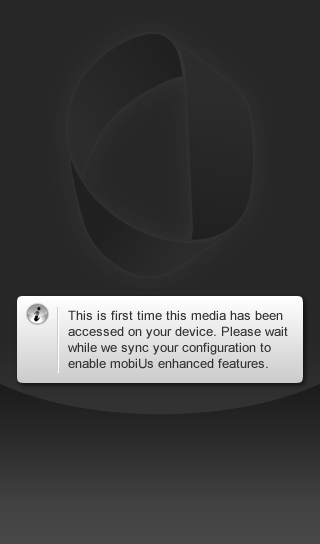 This is first time this media has been
accessed on your device. Please wait
while we sync your configuration to
enable mobiUs enhanced features.